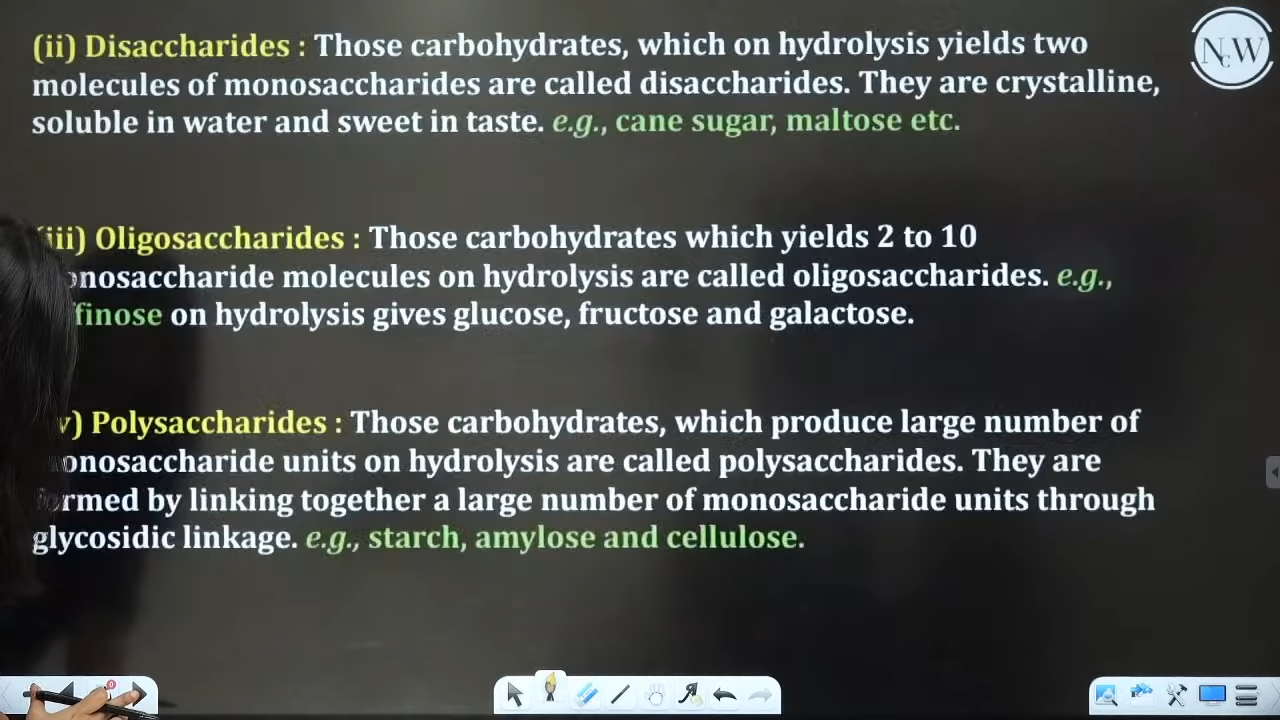 (ii) Disaccharides : Those carbohydrates, which on hydrolysis yields two
molecules of monosaccharides are called disaccharides. They are crystalline,
soluble in water and sweet in taste. e.g., cane sugar, maltose etc.
NCW
iii) Oligosaccharides : Those carbohydrates which yields 2 to 10
onosaccharide molecules on hydrolysis are called oligosaccharides. e.g.,
finose on hydrolysis gives glucose, fructose and galactose.
v) Polysaccharides : Those carbohydrates, which produce large number of
onosaccharide units on hydrolysis are called polysaccharides. They are
ormed by linking together a large number of monosaccharide units through
glycosidic linkage. e.g., starch, amylose and cellulose.